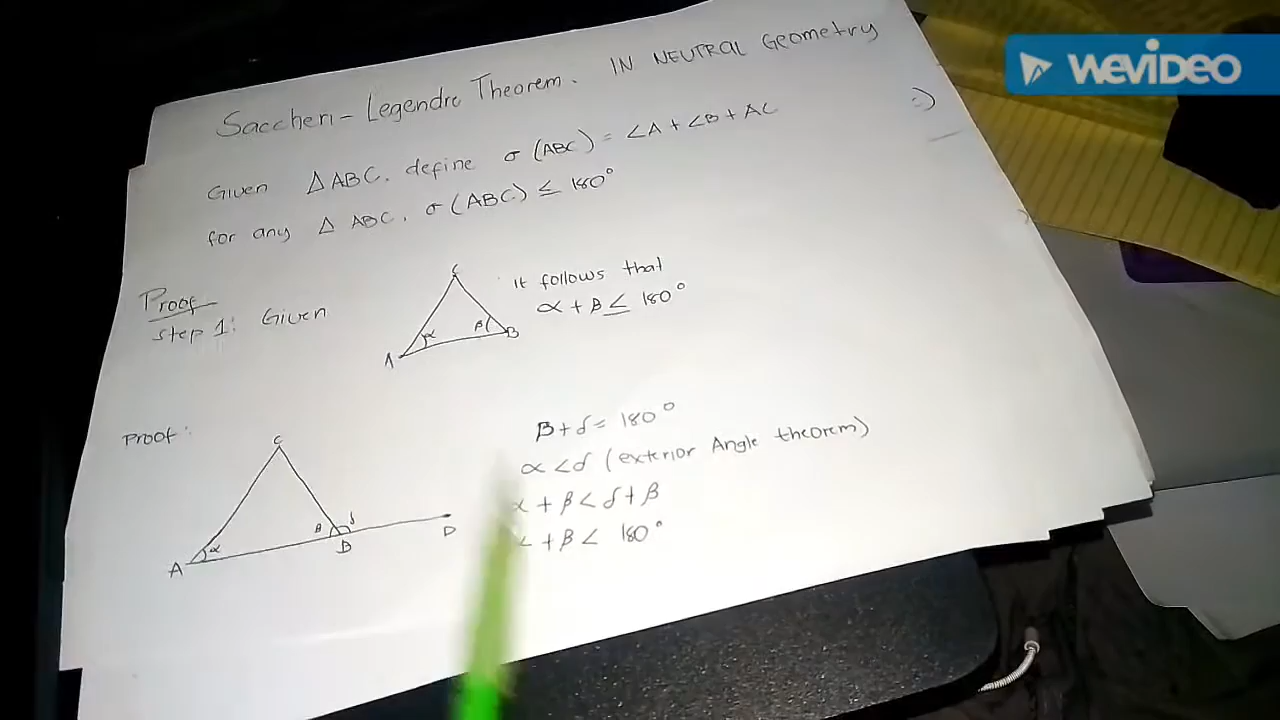 WEVIDEO
Saccheri - Legendre Theorem. IN NEUTRAL Geometry
:)
Given Δ ABC, define σ (ABC) = ∠A + ∠B + ∠C
for any Δ ABC, σ (ABC) ≤ 180°
Proof
step 1: Given
C
α
β
A
B
it follows that
α + β ≤ 180°
Proof:
C
α
β
δ
A
B
D
β + δ = 180°
α < δ (exterior Angle theorem)
α + β < δ + β
α + β < 180°